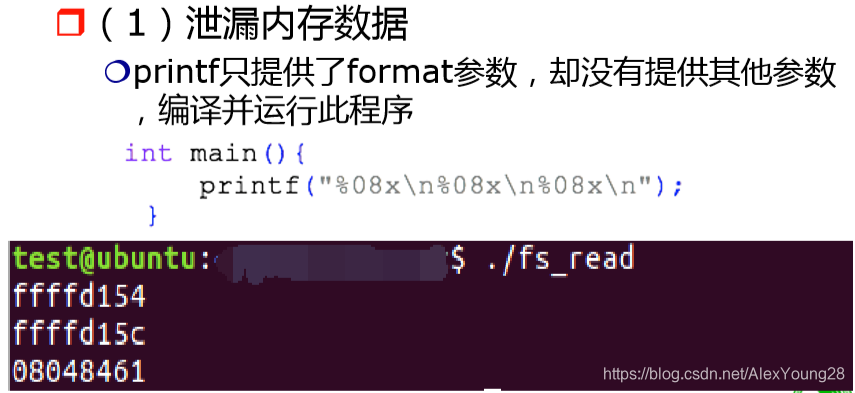 （1）泄漏内存数据
printf只提供了format参数，却没有提供其他参数
，编译并运行此程序
int main(){
printf("%08x\n%08x\n%08x\n");
}
test@ubuntu:$ ./fs_read
ffffd154
ffffd15c
08048461
https://blog.csdn.net/AlexYoung28